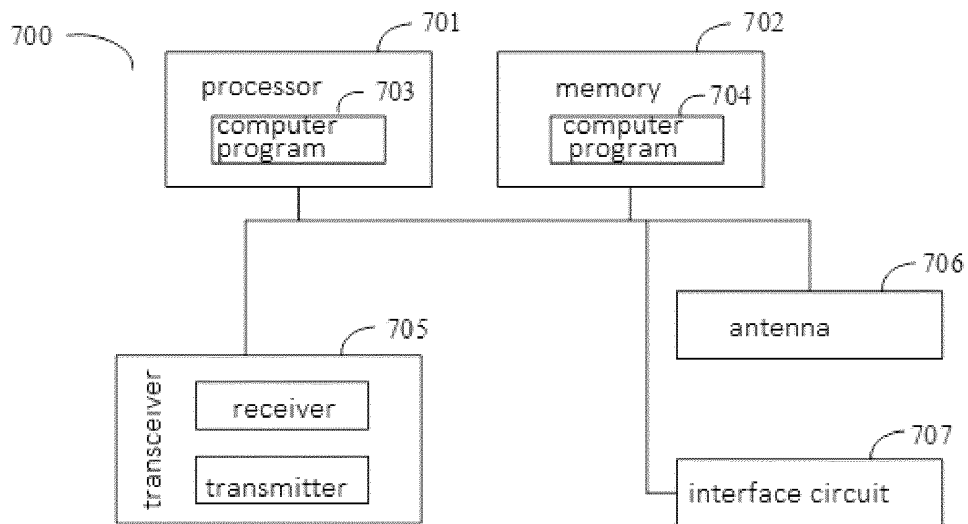 700
701
702
processor
703
computer
program
memory
704
computer
program
705
706
antenna
transceiver
receiver
transmitter
707
interface circuit